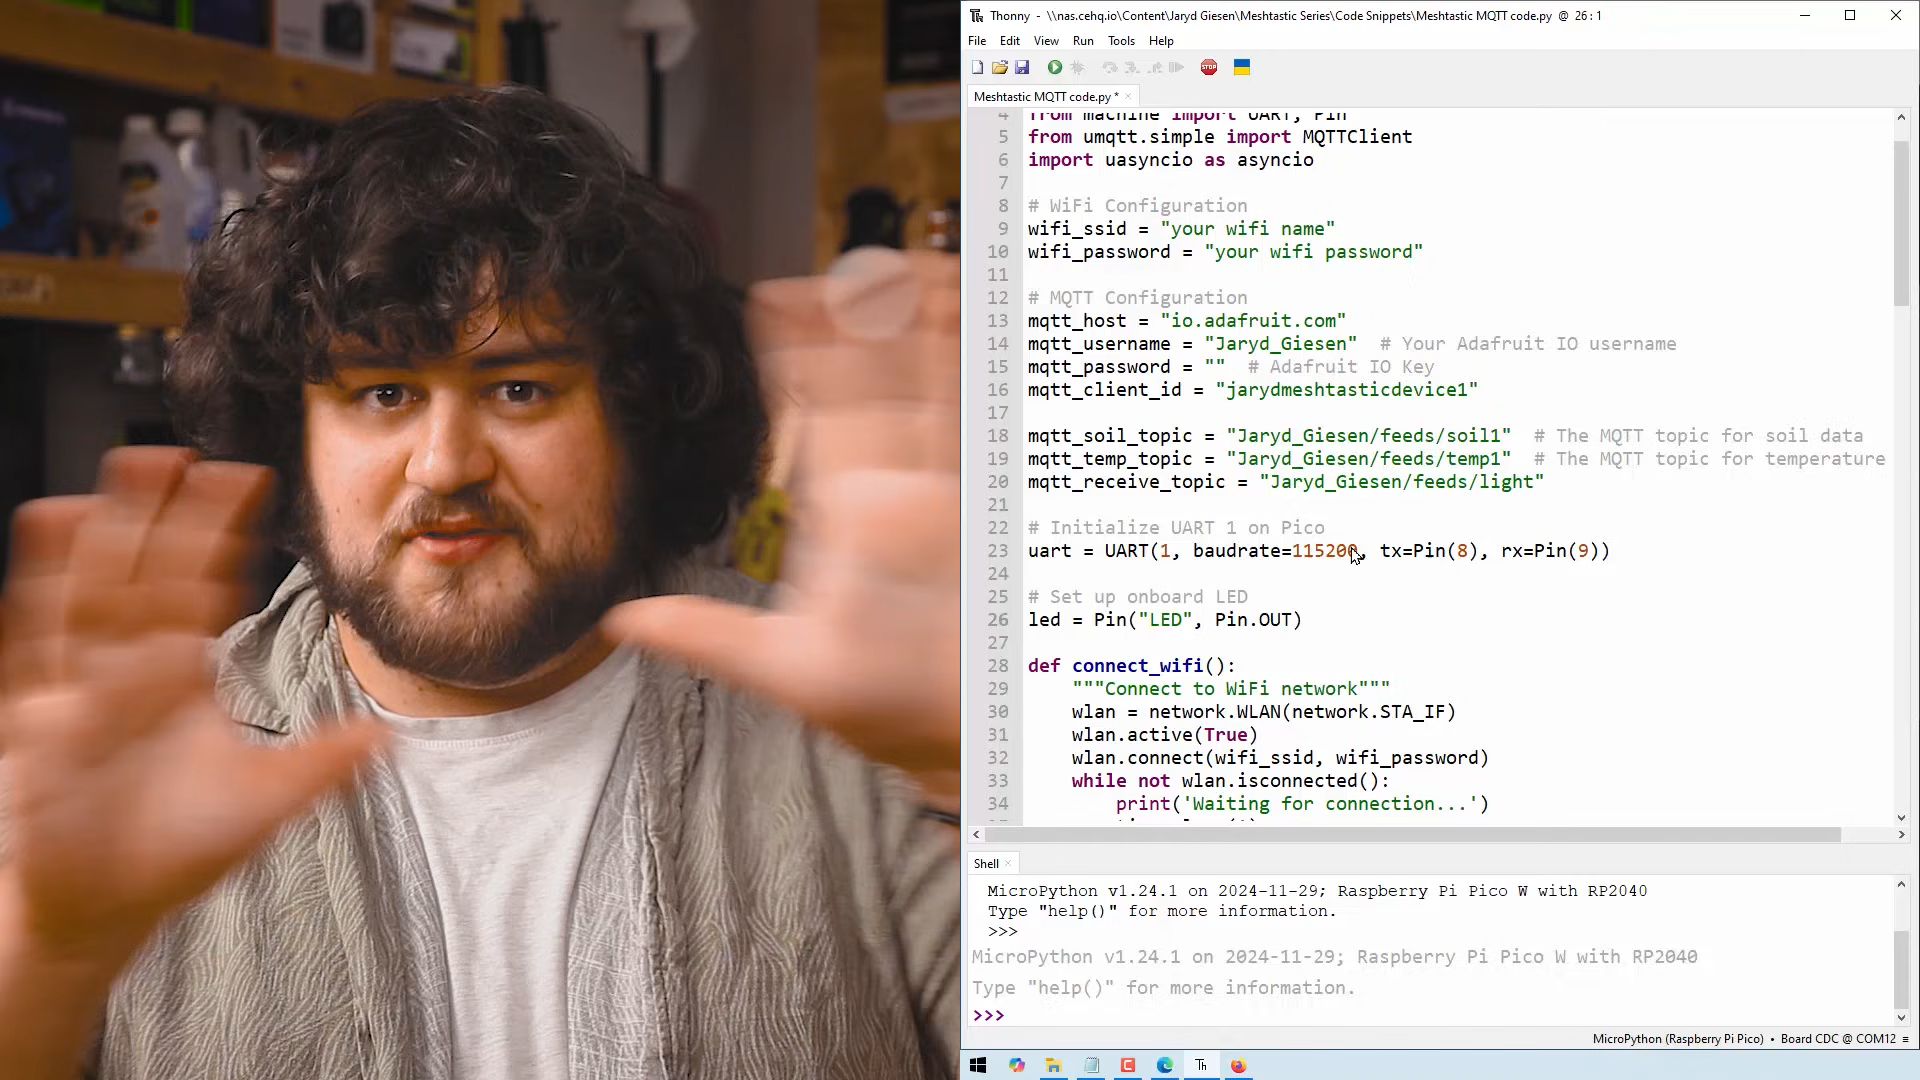 Thonny - \\nas.cehq.io\Content\Jaryd Giesen\Meshtastic Series\Code Snippets\Meshtastic MQTT code.py @ 26 : 1
File Edit View Run Tools Help
STOP
Meshtastic MQTT code.py *
4 from machine import UART, Pin
5 from umqtt.simple import MQTTClient
6 import uasyncio as asyncio
7
8 # WiFi Configuration
9 wifi_ssid = "your wifi name"
10 wifi_password = "your wifi password"
11
12 # MQTT Configuration
13 mqtt_host = "io.adafruit.com"
14 mqtt_username = "Jaryd_Giesen" # Your Adafruit IO username
15 mqtt_password = "" # Adafruit IO Key
16 mqtt_client_id = "jarydmeshtasticdevice1"
17
18 mqtt_soil_topic = "Jaryd_Giesen/feeds/soil1" # The MQTT topic for soil data
19 mqtt_temp_topic = "Jaryd_Giesen/feeds/temp1" # The MQTT topic for temperature
20 mqtt_receive_topic = "Jaryd_Giesen/feeds/light"
21
22 # Initialize UART 1 on Pico
23 uart = UART(1, baudrate=115200, tx=Pin(8), rx=Pin(9))
24
25 # Set up onboard LED
26 led = Pin("LED", Pin.OUT)
27
28 def connect_wifi():
29 """Connect to WiFi network"""
30 wlan = network.WLAN(network.STA_IF)
31 wlan.active(True)
32 wlan.connect(wifi_ssid, wifi_password)
33 while not wlan.isconnected():
34 print('Waiting for connection...')
Shell
MicroPython v1.24.1 on 2024-11-29; Raspberry Pi Pico W with RP2040
Type "help()" for more information.
>>>
MicroPython v1.24.1 on 2024-11-29; Raspberry Pi Pico W with RP2040
Type "help()" for more information.
>>>
MicroPython (Raspberry Pi Pico) • Board CDC @ COM12
Th